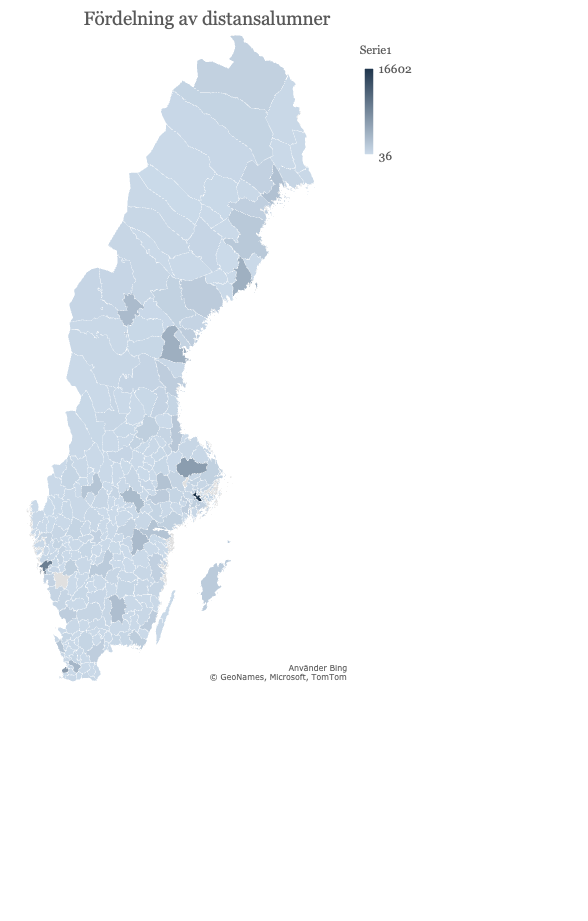 Fördelning av distansalumner
Serie1
16602
36
Använder Bing
© GeoNames, Microsoft, TomTom